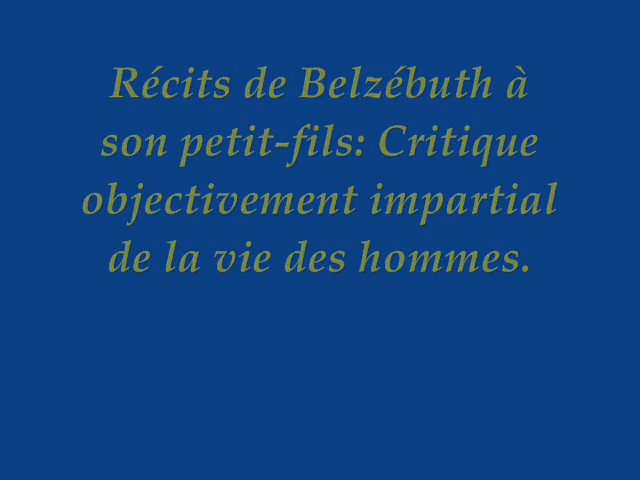 Récits de Belzébuth à
son petit-fils: Critique
objectivement impartial
de la vie des hommes.